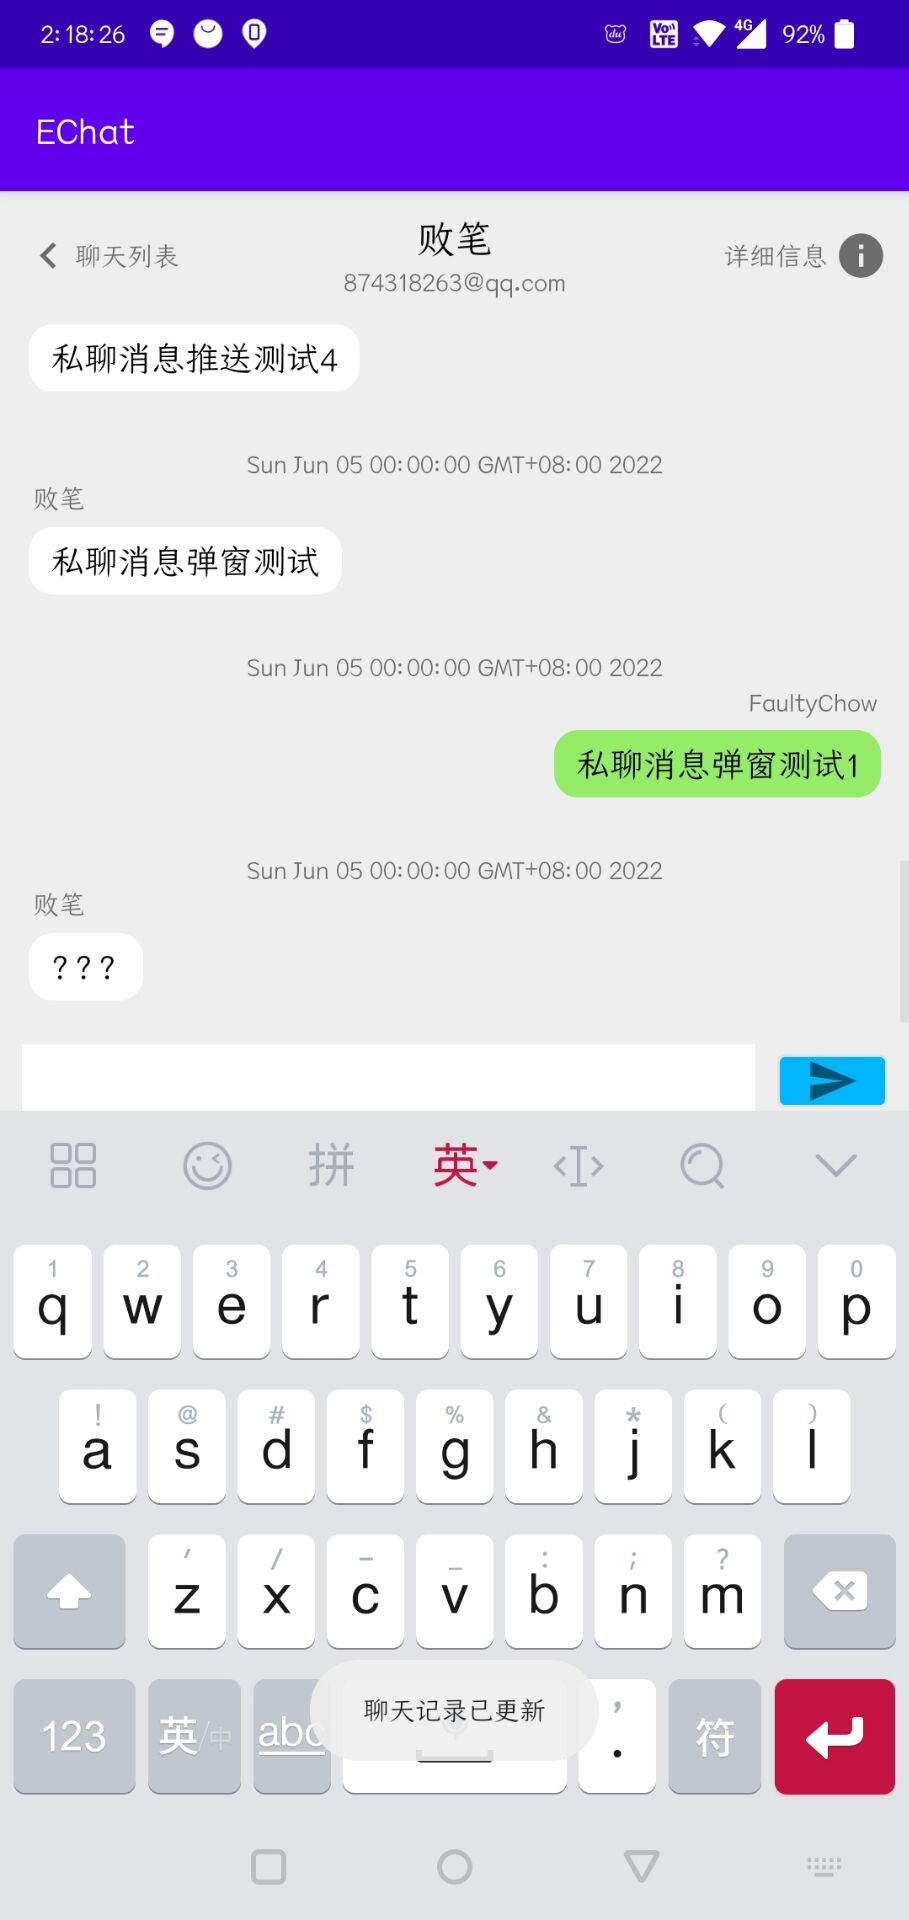 2:18:26
du
VoLTE
4G
92%
EChat
聊天列表
败笔
874318263@qq.com
详细信息
私聊消息推送测试4
Sun Jun 05 00:00:00 GMT+08:00 2022
败笔
私聊消息弹窗测试
Sun Jun 05 00:00:00 GMT+08:00 2022
FaultyChow
私聊消息弹窗测试1
Sun Jun 05 00:00:00 GMT+08:00 2022
败笔
???
拼 英
1 2 3 4 5 6 7 8 9 0
q w e r t y u i o p
! @ # $ % & * ( )
a s d f g h j k l
' / - _ : ; ?
z x c v b n m
聊天记录已更新
123 英/中 abc , . 符